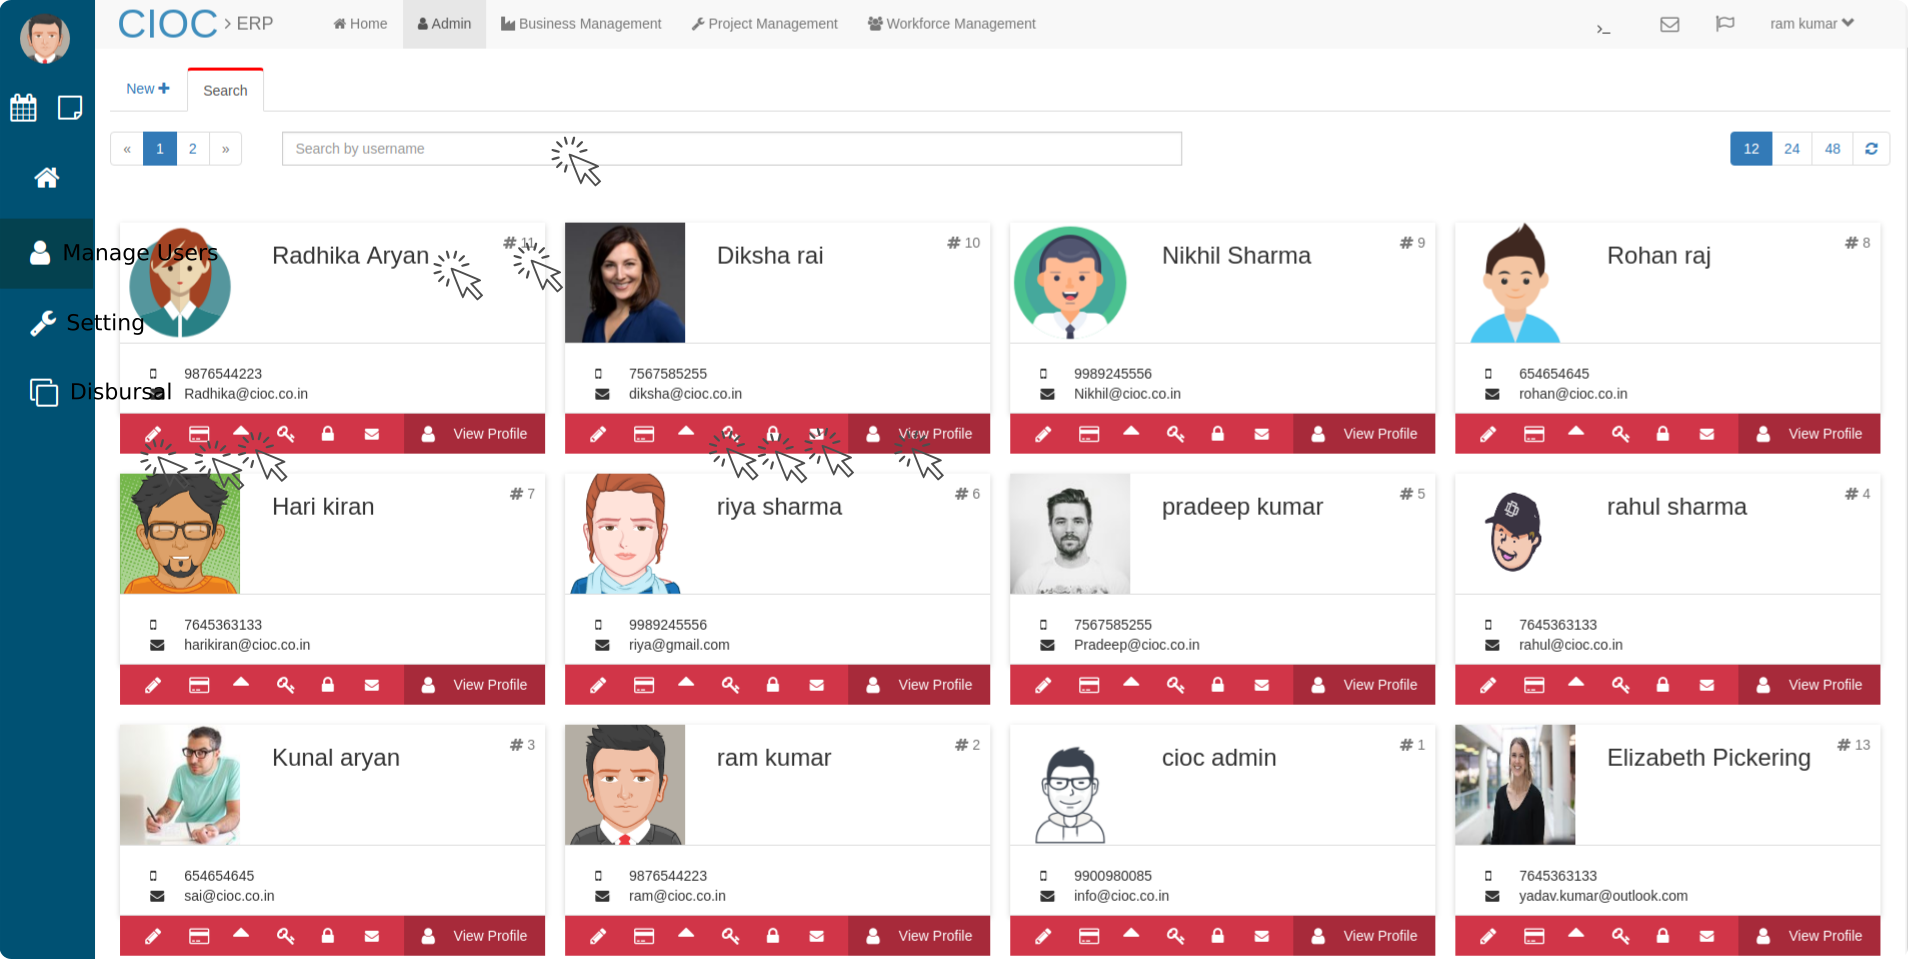 CIOC > ERP
Home Admin Business Management Project Management Workforce Management
>_ ram kumar
New Search
« 1 2 »
Search by username
12 24 48
Manage Users
Setting
Disbursal
Radhika Aryan
# 11
9876544223
Radhika@cioc.co.in
View Profile
Diksha rai
# 10
7567585255
diksha@cioc.co.in
View Profile
Nikhil Sharma
# 9
9989245556
Nikhil@cioc.co.in
View Profile
Rohan raj
# 8
654654645
rohan@cioc.co.in
View Profile
Hari kiran
# 7
7645363133
harikiran@cioc.co.in
View Profile
riya sharma
# 6
9989245556
riya@gmail.com
View Profile
pradeep kumar
# 5
7567585255
Pradeep@cioc.co.in
View Profile
rahul sharma
# 4
7645363133
rahul@cioc.co.in
View Profile
Kunal aryan
# 3
654654645
sai@cioc.co.in
View Profile
ram kumar
# 2
9876544223
ram@cioc.co.in
View Profile
cioc admin
# 1
9900980085
info@cioc.co.in
View Profile
Elizabeth Pickering
# 13
7645363133
yadav.kumar@outlook.com
View Profile